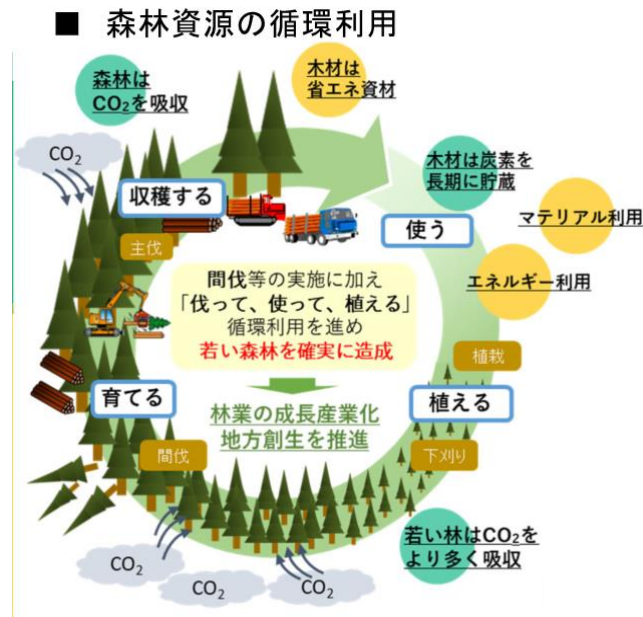 ■ 森林資源の循環利用
森林は
CO₂を吸収
木材は
省エネ資材
CO₂
木材は炭素を
長期に貯蔵
収穫する
マテリアル利用
使う
主伐
エネルギー利用
間伐等の実施に加え
「伐って、使って、植える」
循環利用を進め
若い森林を確実に造成
植栽
育てる
植える
林業の成長産業化
地方創生を推進
間伐
下刈り
若い林はCO₂を
より多く吸収
CO₂
CO₂
CO₂